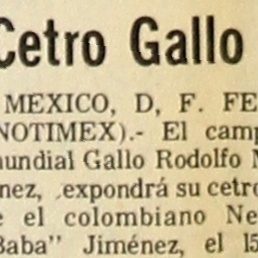 Cetro Gallo
MEXICO, D, F. FE
NOTIMEX).- El camp
mundial Gallo Rodolfo M
nez, expondrá su cetro
e el colombiano Ne
Baba" Jiménez, el 15